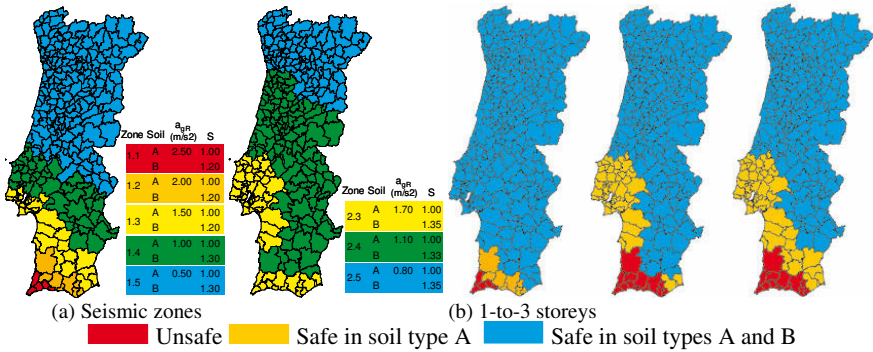 Zone Soil agR (m/s2) S
1.1 A 2.50 1.00
B 1.20
1.2 A 2.00 1.00
B 1.20
1.3 A 1.50 1.00
B 1.20
1.4 A 1.00 1.00
B 1.30
1.5 A 0.50 1.00
B 1.30
Zone Soil agR (m/s2) S
2.3 A 1.70 1.00
B 1.35
2.4 A 1.10 1.00
B 1.33
2.5 A 0.80 1.00
B 1.35
(a) Seismic zones
(b) 1-to-3 storeys
Unsafe Safe in soil type A Safe in soil types A and B